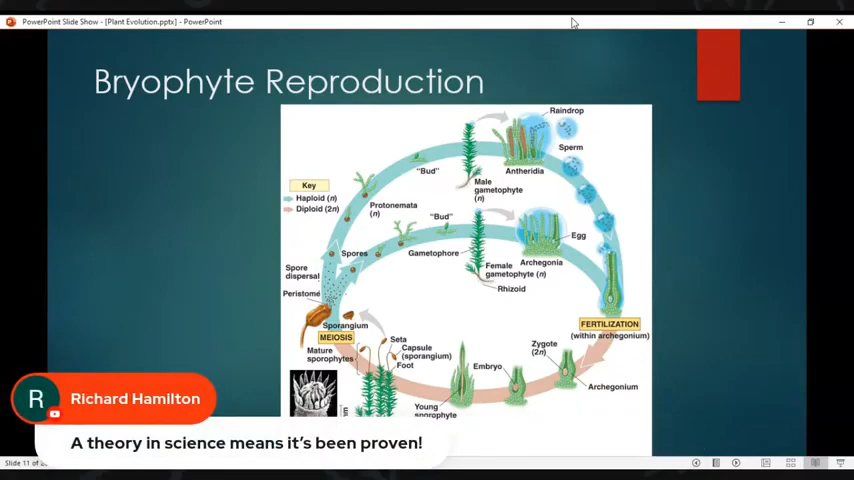 PowerPoint Slide Show - [Plant Evolution.pptx] - PowerPoint
Bryophyte Reproduction
Raindrop
Sperm
"Bud"
Antheridia
Key
Haploid (n)
Diploid (2n)
Male
gametophyte
(n)
Protonemata
(n)
"Bud"
Egg
Spores
Gametophore
Archegonia
Spore
dispersal
Female
gametophyte (n)
Rhizoid
Peristome
Sporangium
FERTILIZATION
(within archegonium)
MEIOSIS
Seta
Zygote
(2n)
Mature
sporophytes
Capsule
(sporangium)
Foot
Embryo
Archegonium
Young
sporophyte
R
Richard Hamilton
A theory in science means it's been proven!
Slide 11 of